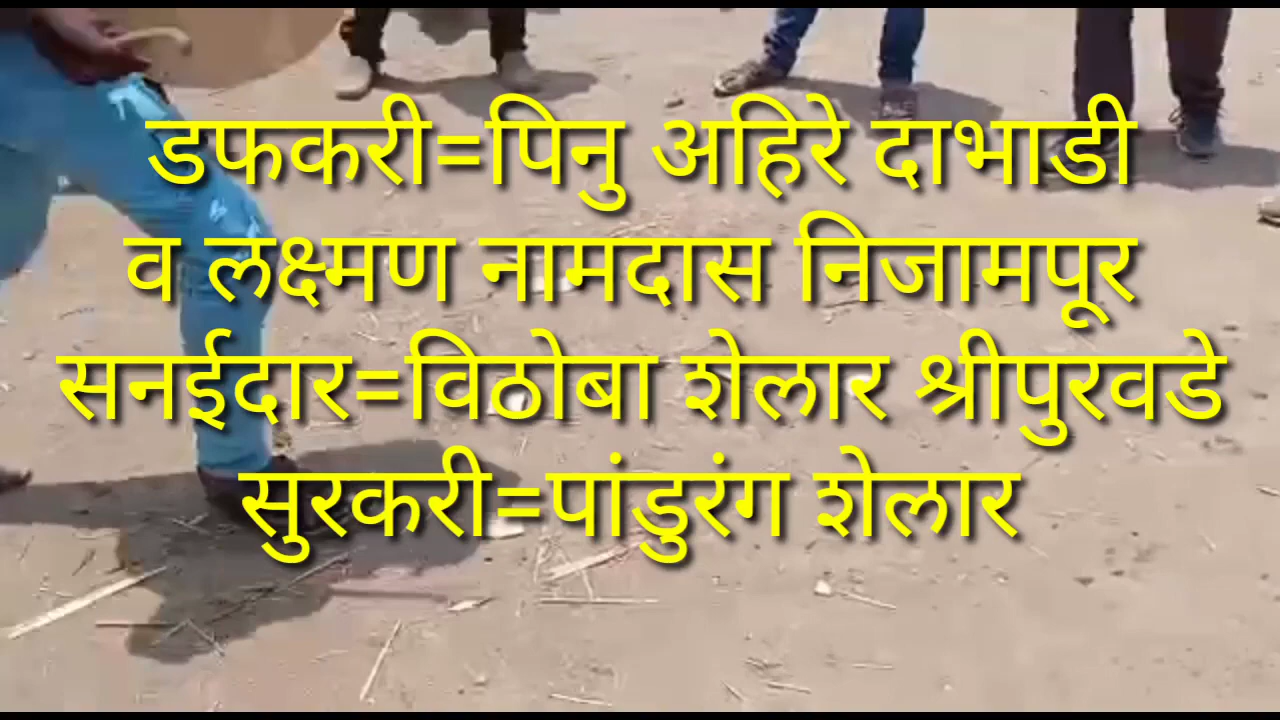 डफकरी=पिनु अहिरे दाभाडी
व लक्ष्मण नामदास निजामपूर
सनईदार=विठोबा शेलार श्रीपुरवडे
सुरकरी=पांडुरंग शेलार